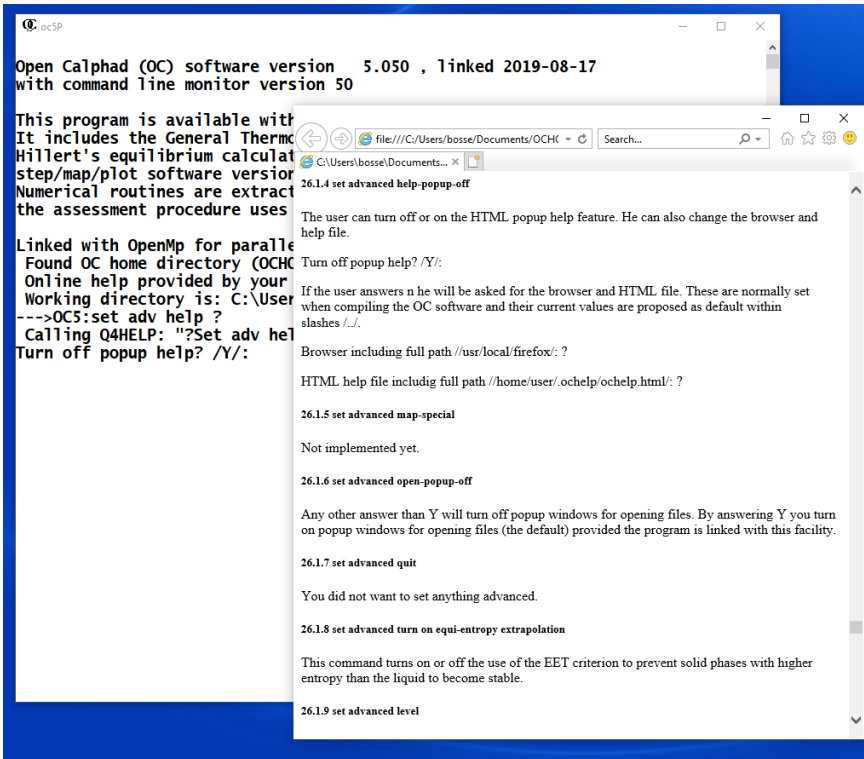 oc5P
Open Calphad (OC) software version 5.050 , linked 2019-08-17
with command line monitor version 50
This program is available with
It includes the General Thermo
Hillert's equilibrium calculat
step/map/plot software version
Numerical routines are extract
the assessment procedure uses
Linked with OpenMp for paralle
Found OC home directory (OCHO
Online help provided by your
Working directory is: C:\User
--->OC5:set adv help ?
Calling Q4HELP: "?Set adv hel
Turn off popup help? /Y/:
file:///C:/Users/bosse/Documents/OCH(
Search...
C:\Users\bosse\Documents...
26.1.4 set advanced help-popup-off
The user can turn off or on the HTML popup help feature. He can also change the browser and
help file.
Turn off popup help? /Y/:
If the user answers n he will be asked for the browser and HTML file. These are normally set
when compiling the OC software and their current values are proposed as default within
slashes /../.
Browser including full path //usr/local/firefox/: ?
HTML help file includig full path //home/user/.ochelp/ochelp.html/: ?
26.1.5 set advanced map-special
Not implemented yet.
26.1.6 set advanced open-popup-off
Any other answer than Y will turn off popup windows for opening files. By answering Y you turn
on popup windows for opening files (the default) provided the program is linked with this facility.
26.1.7 set advanced quit
You did not want to set anything advanced.
26.1.8 set advanced turn on equi-entropy extrapolation
This command turns on or off the use of the EET criterion to prevent solid phases with higher
entropy than the liquid to become stable.
26.1.9 set advanced level